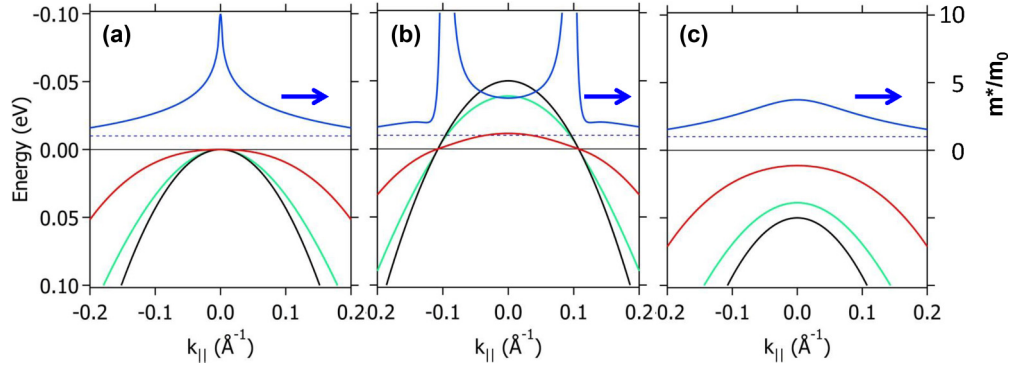 (a) (b) (c)
-0.10 10
-0.05 5
0.00 0
0.05
0.10
Energy (eV)
m*/m0
-0.2 -0.1 0.0 0.1 0.2 -0.2 -0.1 0.0 0.1 0.2 -0.2 -0.1 0.0 0.1 0.2
k|| (Å-1) k|| (Å-1) k|| (Å-1)